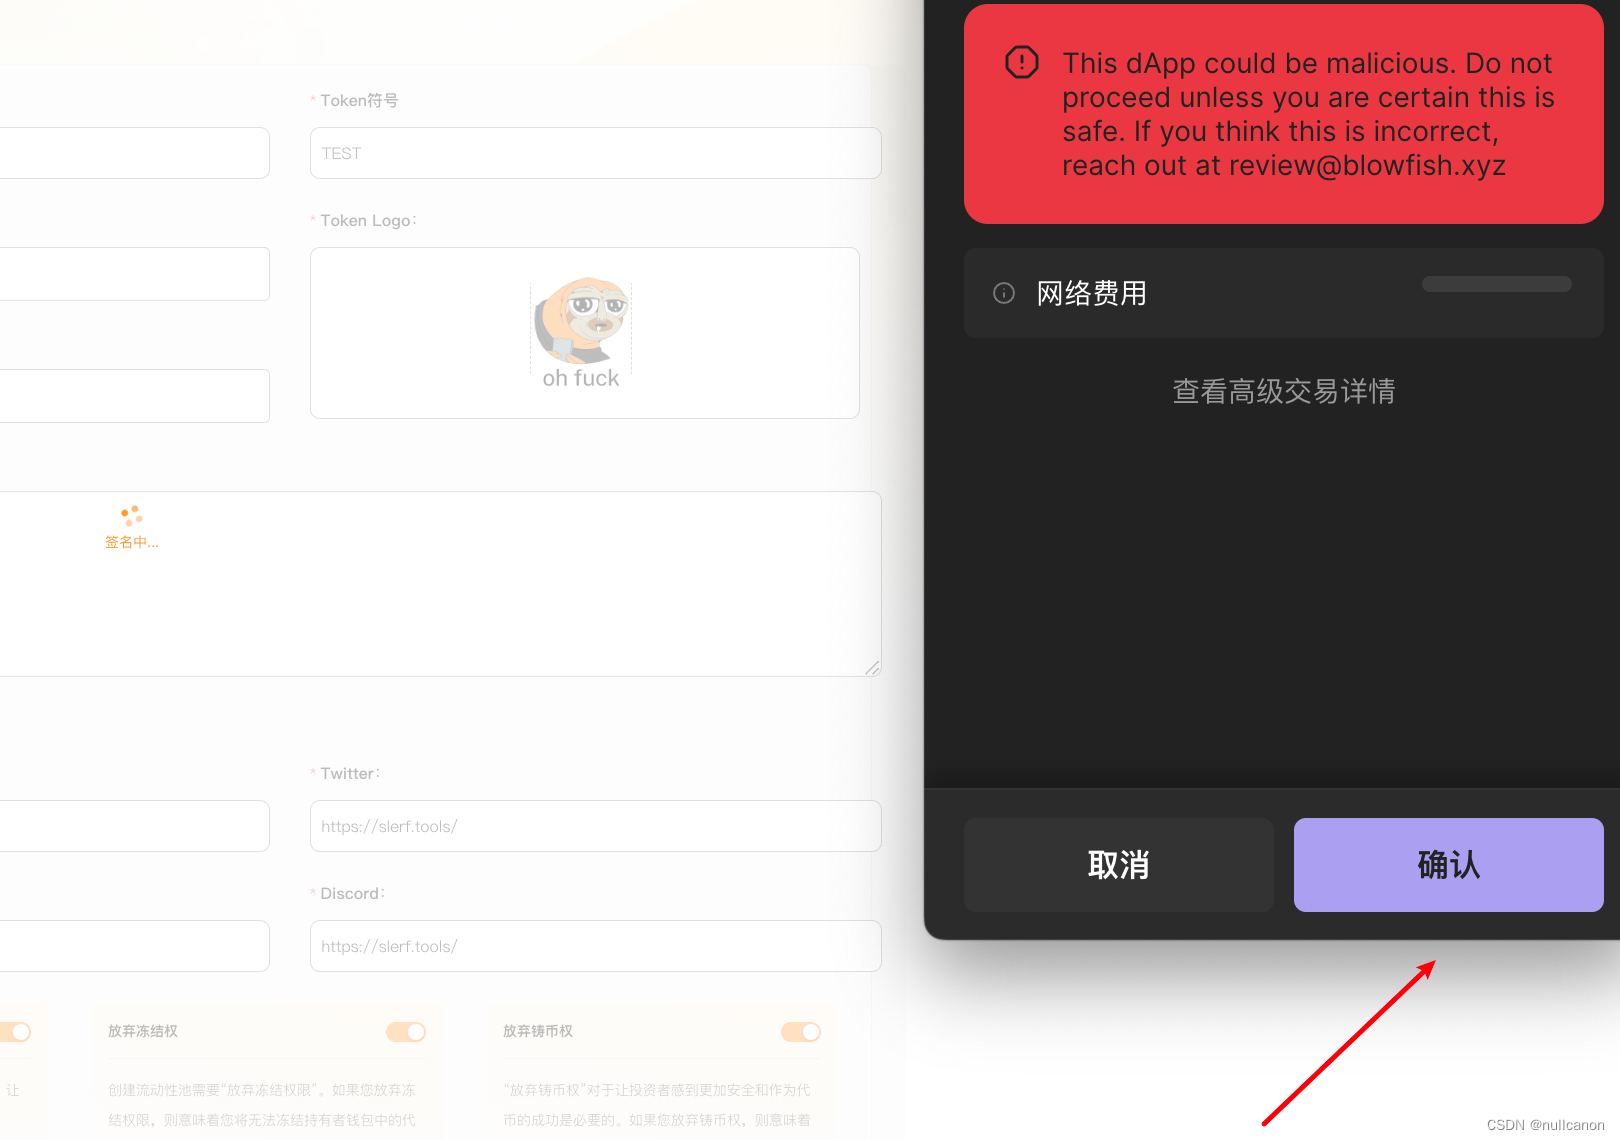 * Token符号
TEST
* Token Logo：
oh fuck
签名中...
* Twitter：
https://slerf.tools/
* Discord：
https://slerf.tools/
让
放弃冻结权
创建流动性池需要“放弃冻结权限”。如果您放弃冻
结权限，则意味着您将无法冻结持有者钱包中的代
放弃铸币权
“放弃铸币权”对于让投资者感到更加安全和作为代
币的成功是必要的。如果您放弃铸币权，则意味着
This dApp could be malicious. Do not
proceed unless you are certain this is
safe. If you think this is incorrect,
reach out at review@blowfish.xyz
网络费用
查看高级交易详情
取消
确认
CSDN @nullcanon